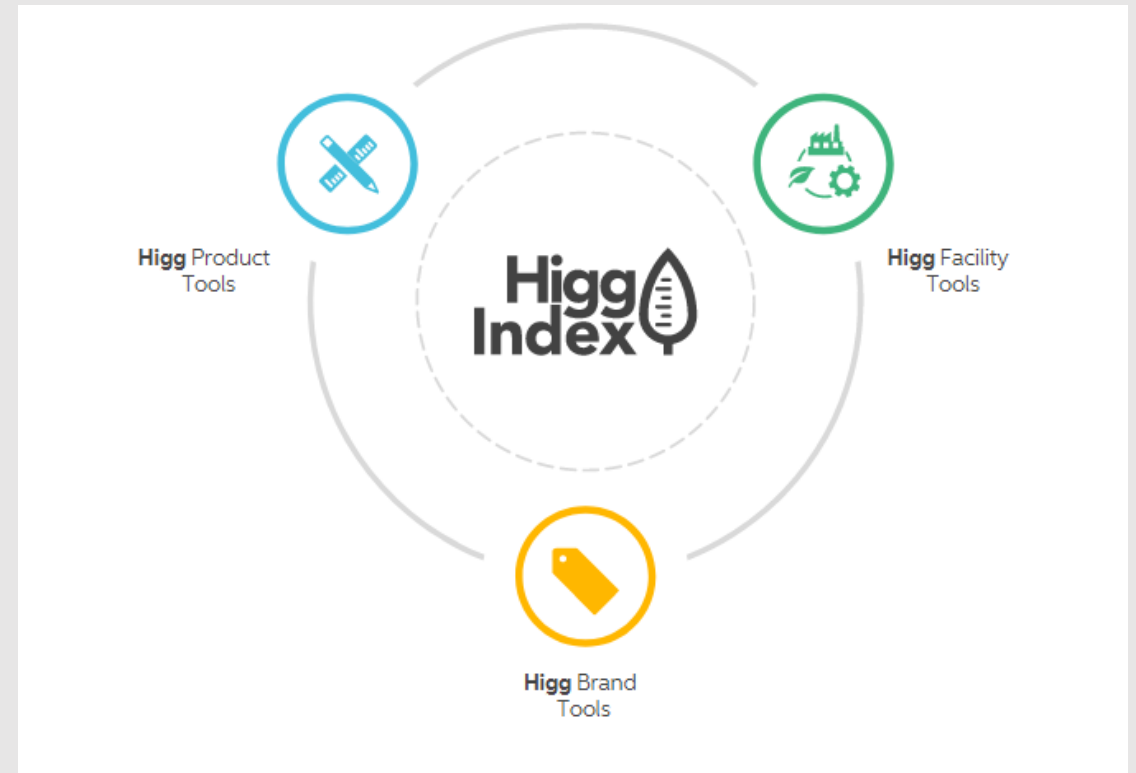 Higg Product
Tools
Higg Facility
Tools
Higg
Index
Higg Brand
Tools